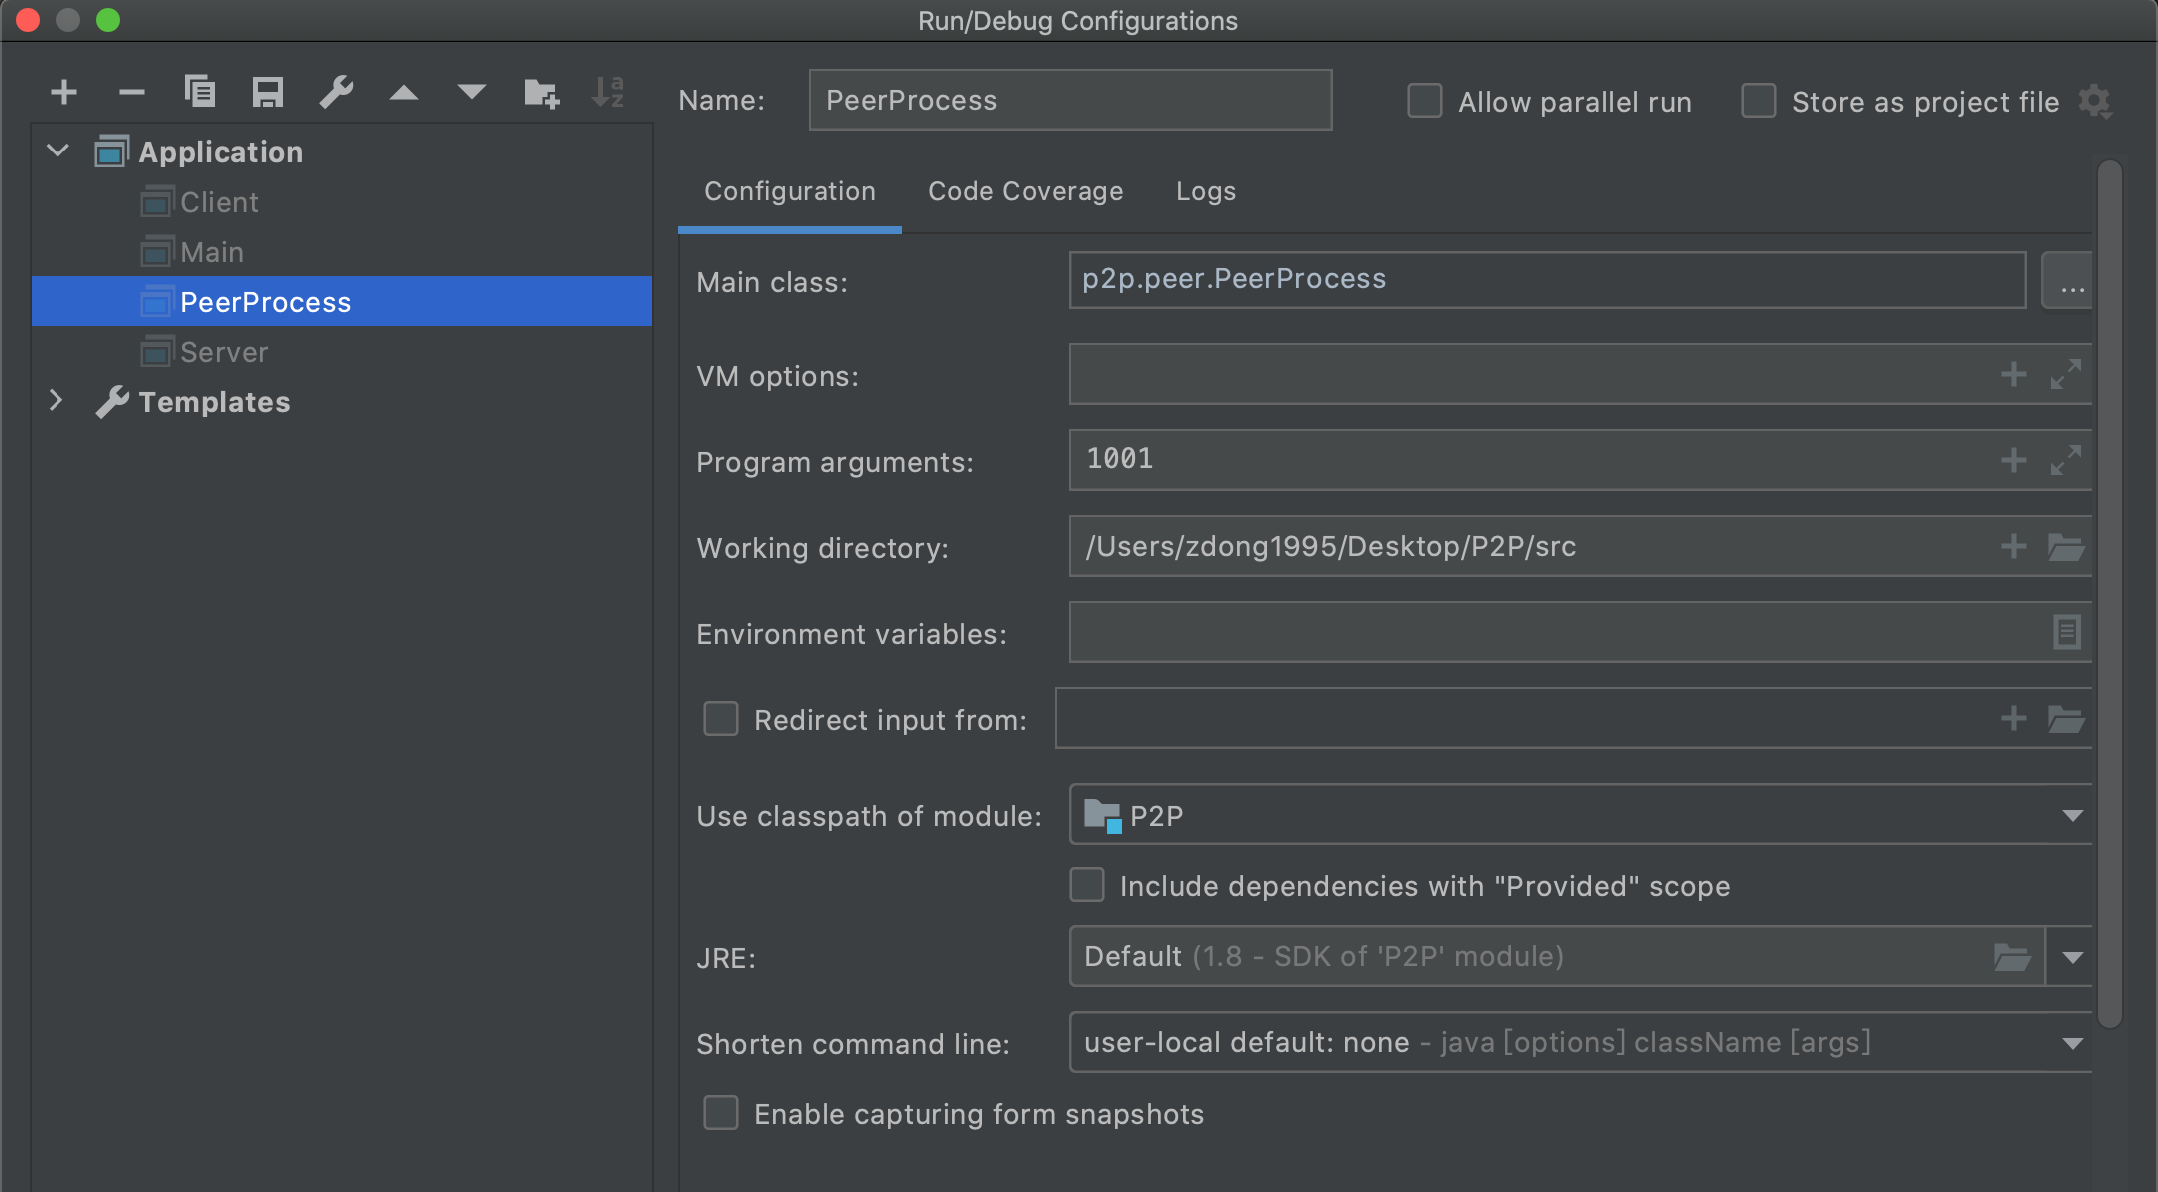 Run/Debug Configurations
Name: PeerProcess Allow parallel run Store as project file
Application
Client
Main
PeerProcess
Server
Templates
Configuration Code Coverage Logs
Main class: p2p.peer.PeerProcess ...
VM options:
Program arguments: 1001
Working directory: /Users/zdong1995/Desktop/P2P/src
Environment variables:
Redirect input from:
Use classpath of module: P2P
Include dependencies with "Provided" scope
JRE: Default (1.8 - SDK of 'P2P' module)
Shorten command line: user-local default: none - java [options] className [args]
Enable capturing form snapshots